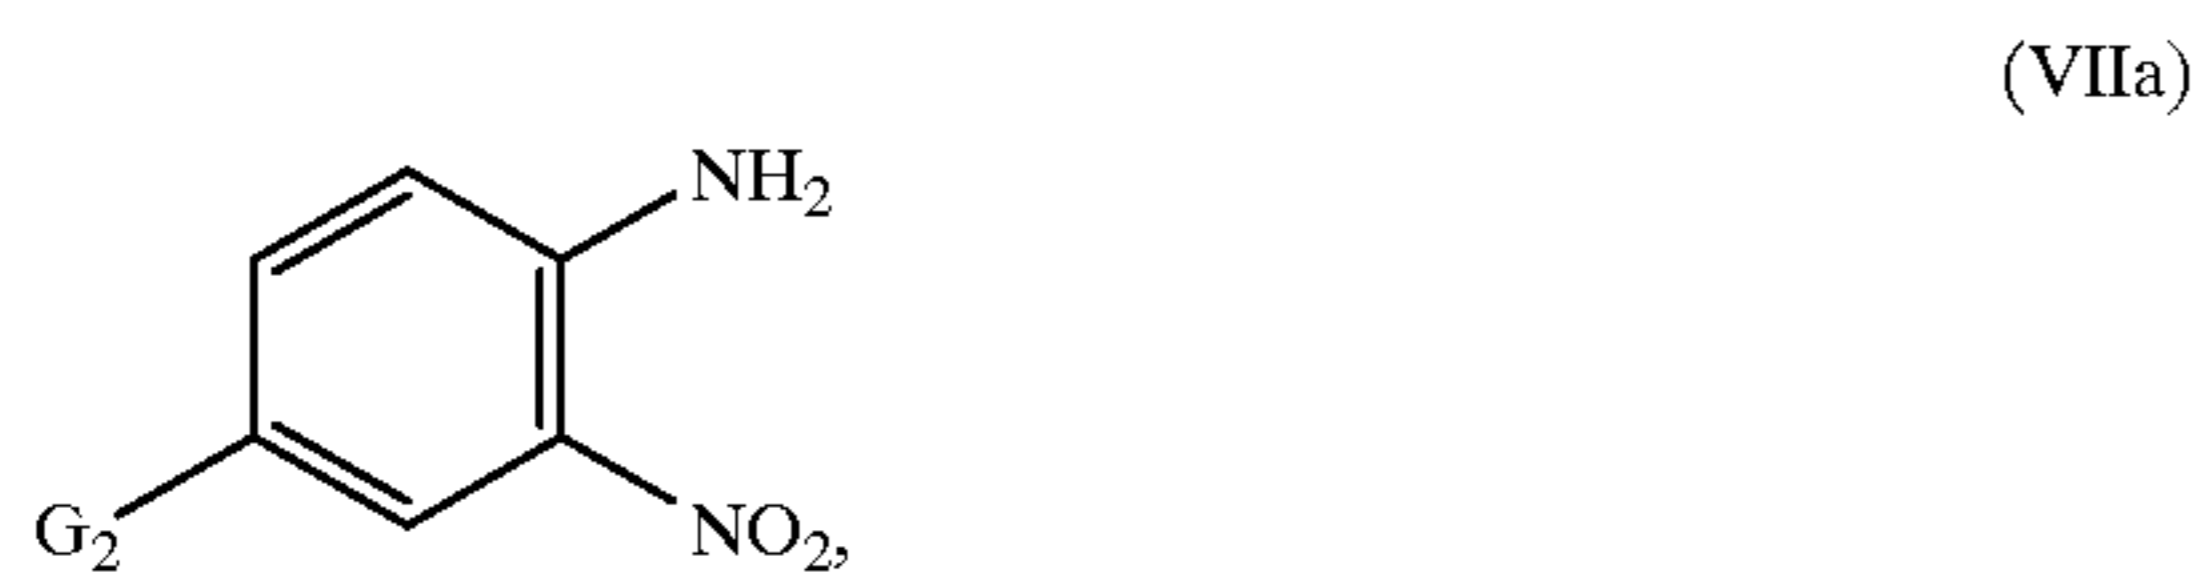 (VIIa)
NH₂
G₂
NO₂,